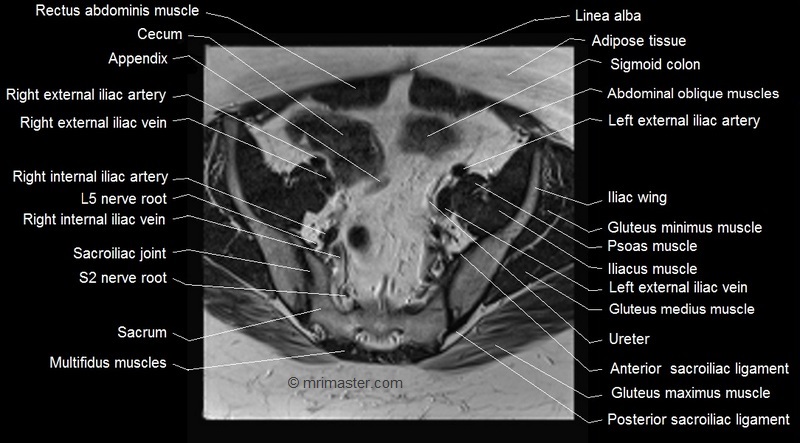 Rectus abdominis muscle
Cecum
Appendix
Right external iliac artery
Right external iliac vein
Right internal iliac artery
L5 nerve root
Right internal iliac vein
Sacroiliac joint
S2 nerve root
Sacrum
Multifidus muscles
Linea alba
Adipose tissue
Sigmoid colon
Abdominal oblique muscles
Left external iliac artery
Iliac wing
Gluteus minimus muscle
Psoas muscle
Iliacus muscle
Left external iliac vein
Gluteus medius muscle
Ureter
Anterior sacroiliac ligament
Gluteus maximus muscle
Posterior sacroiliac ligament
© mrimaster.com